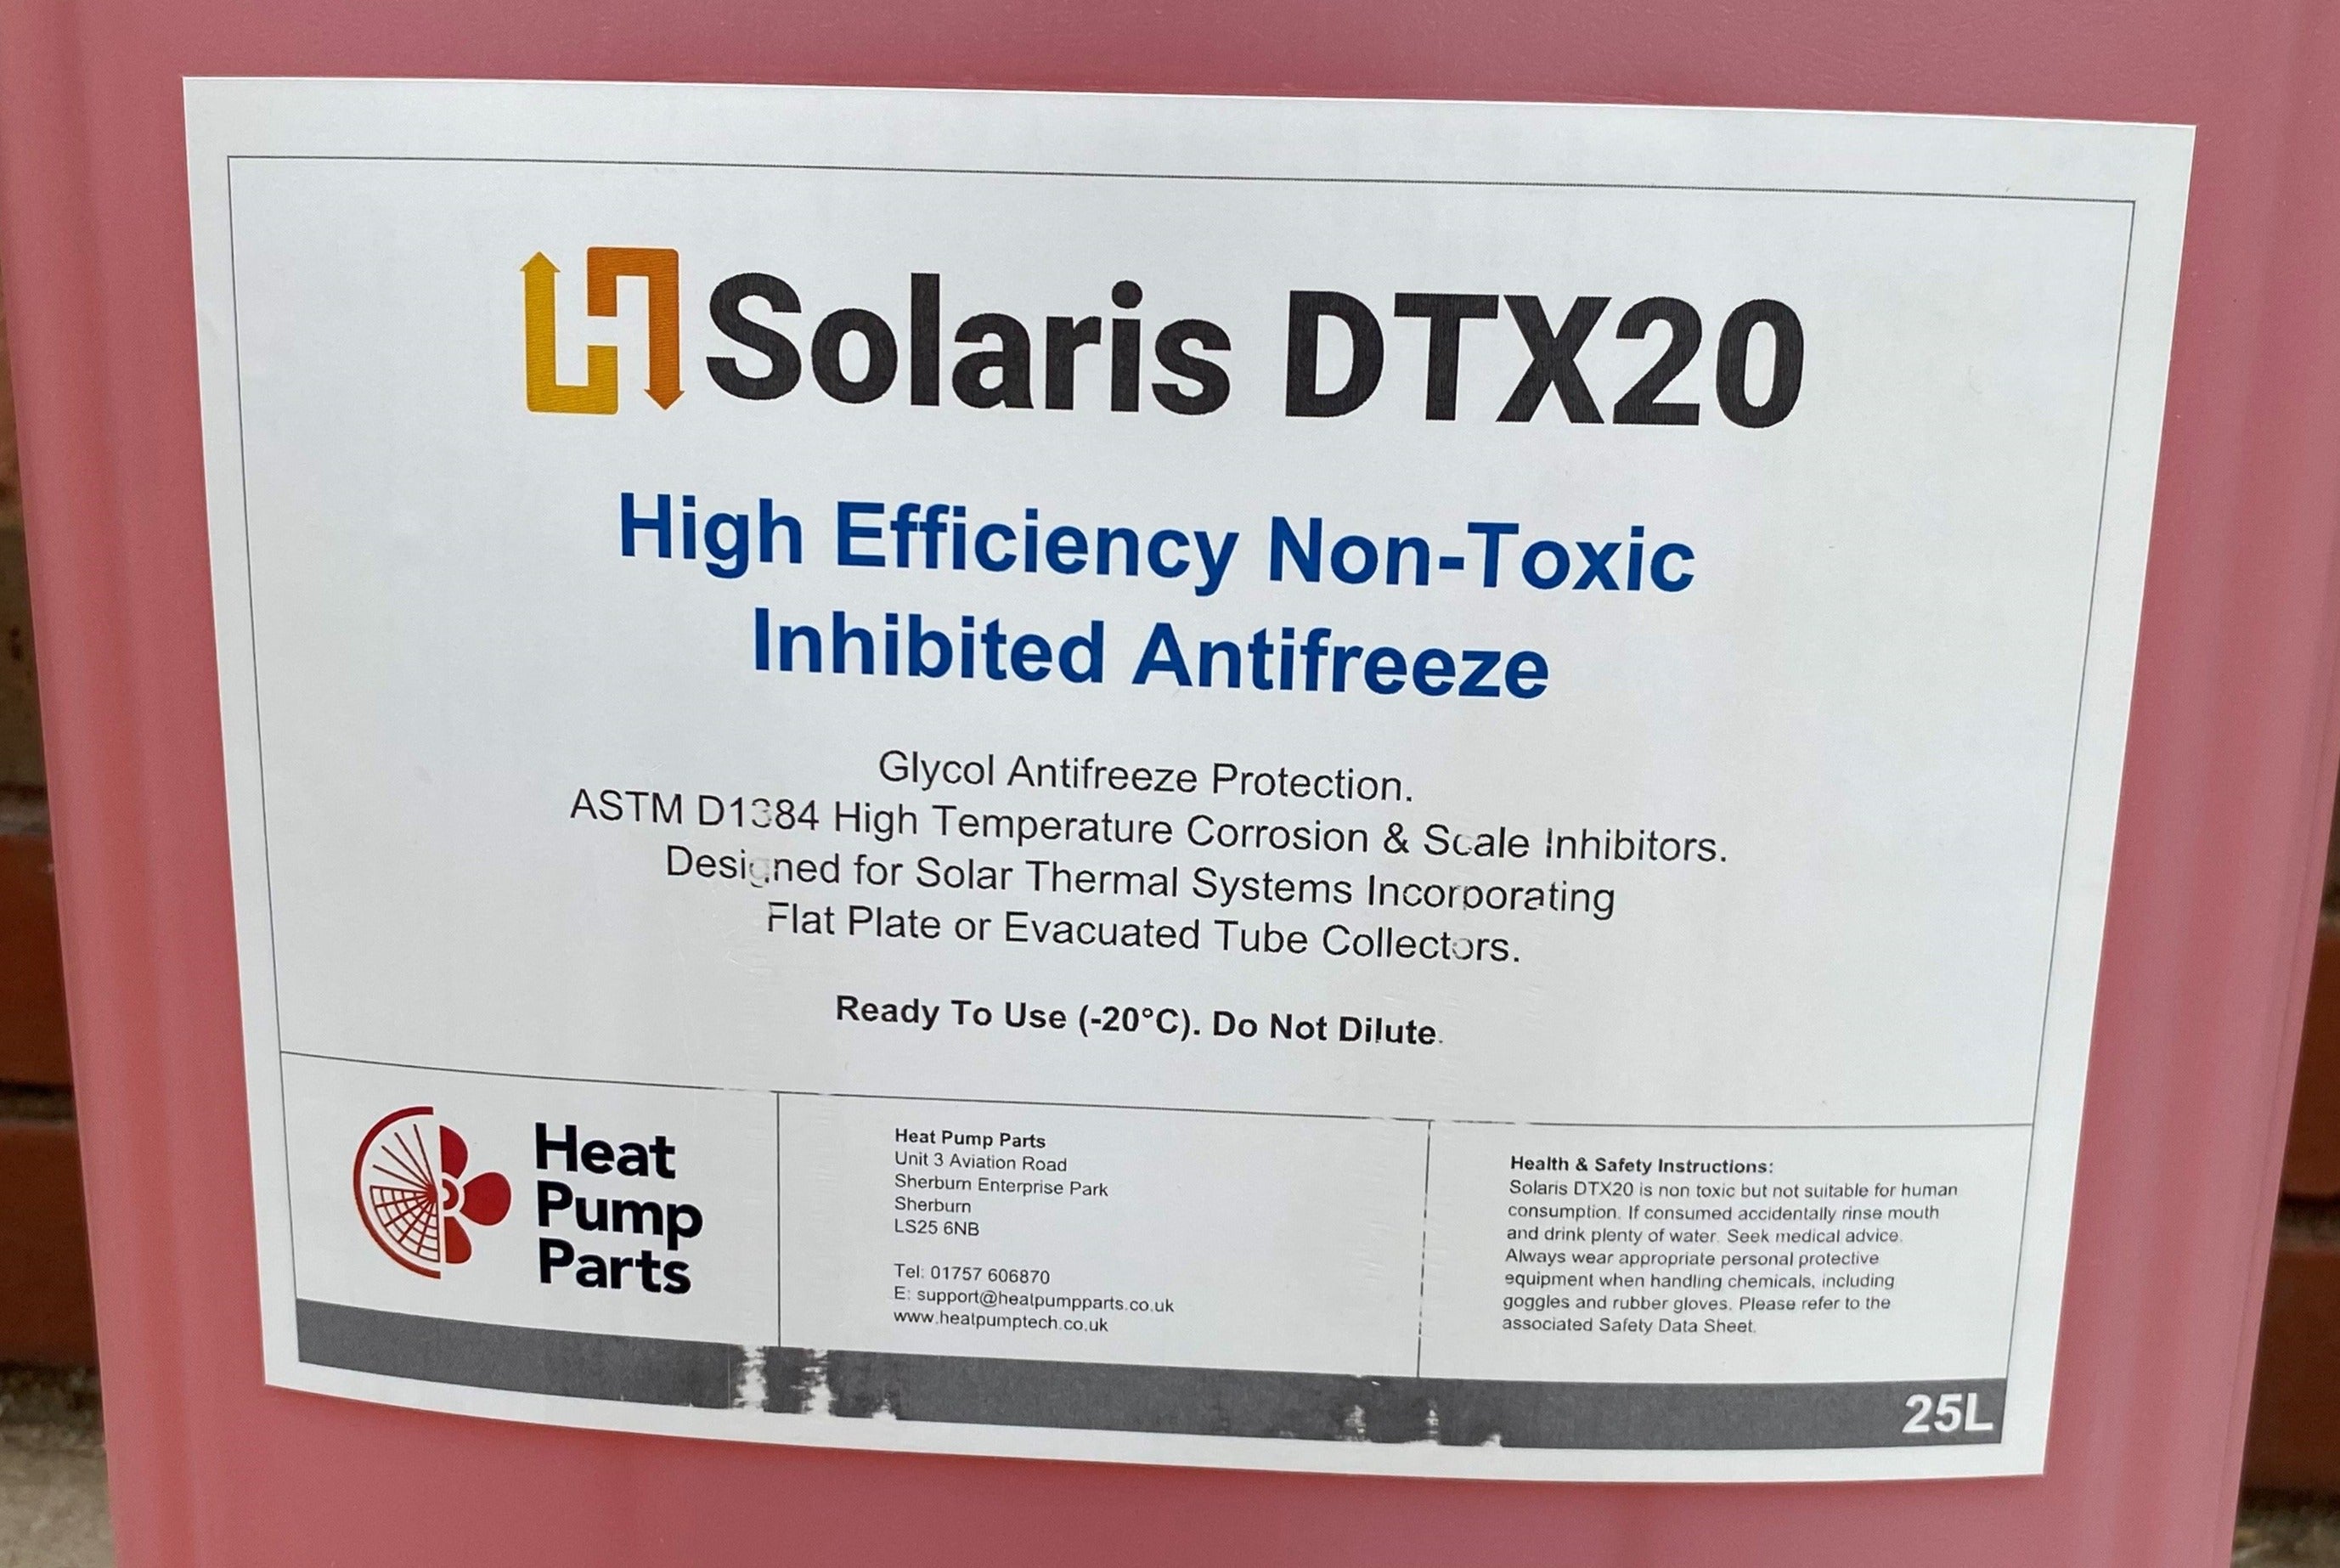 Solaris DTX20
High Efficiency Non-Toxic
Inhibited Antifreeze
Glycol Antifreeze Protection.
ASTM D1384 High Temperature Corrosion & Scale Inhibitors.
Designed for Solar Thermal Systems Incorporating
Flat Plate or Evacuated Tube Collectors.
Ready To Use (-20°C). Do Not Dilute.
Heat
Pump
Parts
Heat Pump Parts
Unit 3 Aviation Road
Sherburn Enterprise Park
Sherburn
LS25 6NB
Tel: 01757 606870
E: support@heatpumpparts.co.uk
www.heatpumptech.co.uk
Health & Safety Instructions:
Solaris DTX20 is non toxic but not suitable for human
consumption. If consumed accidentally rinse mouth
and drink plenty of water. Seek medical advice.
Always wear appropriate personal protective
equipment when handling chemicals, including
goggles and rubber gloves. Please refer to the
associated Safety Data Sheet.
25L